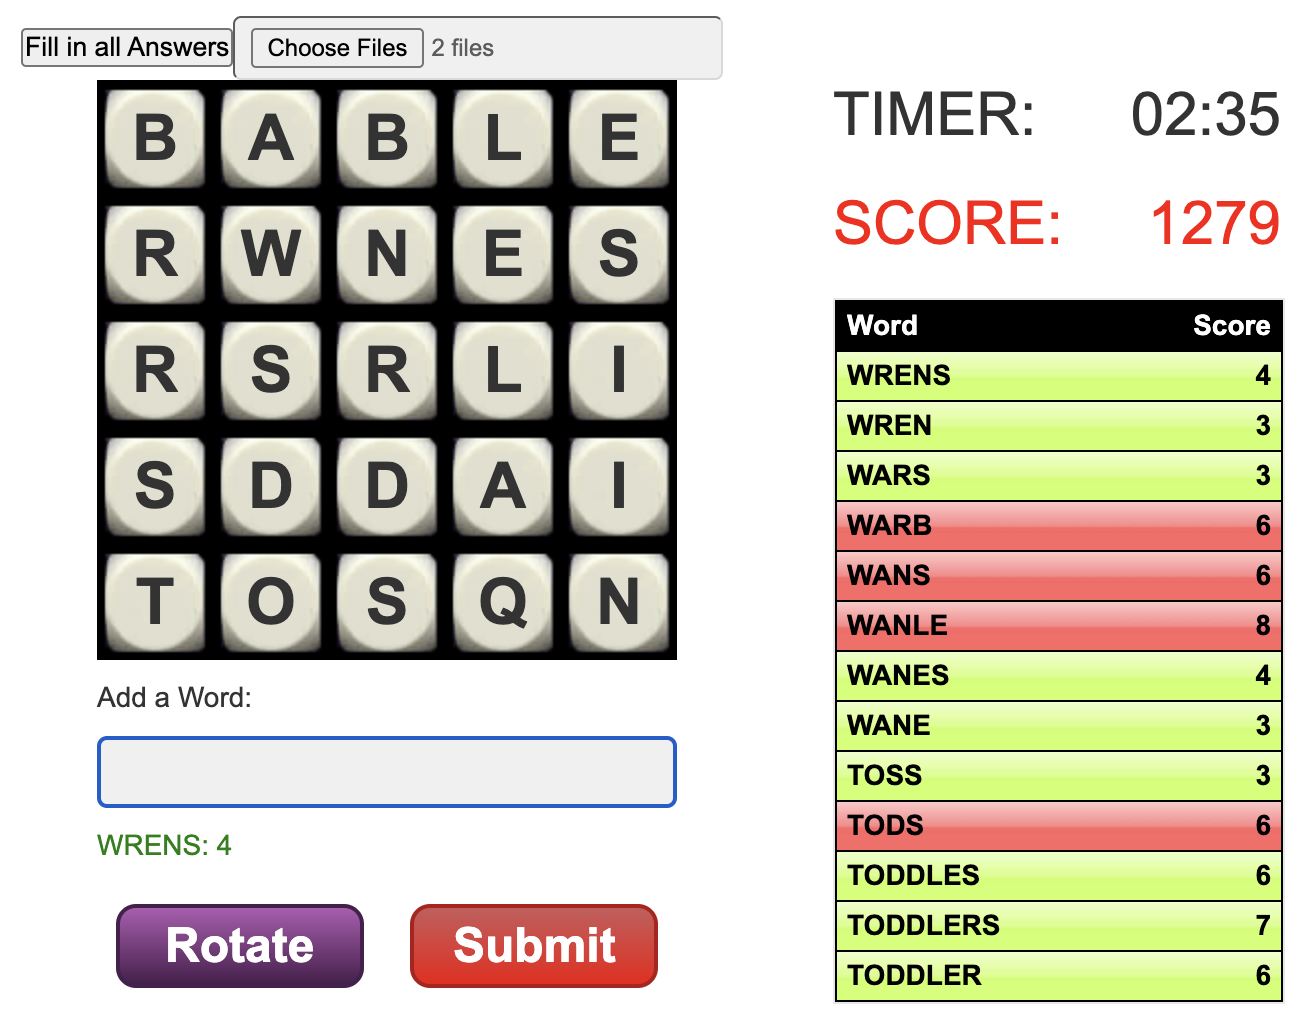 Fill in all Answers Choose Files 2 files
B A B L E
R W N E S
R S R L I
S D D A I
T O S Q N
Add a Word:
WRENS: 4
Rotate Submit
TIMER: 02:35
SCORE: 1279
Word Score
WRENS 4
WREN 3
WARS 3
WARB 6
WANS 6
WANLE 8
WANES 4
WANE 3
TOSS 3
TODS 6
TODDLES 6
TODDLERS 7
TODDLER 6